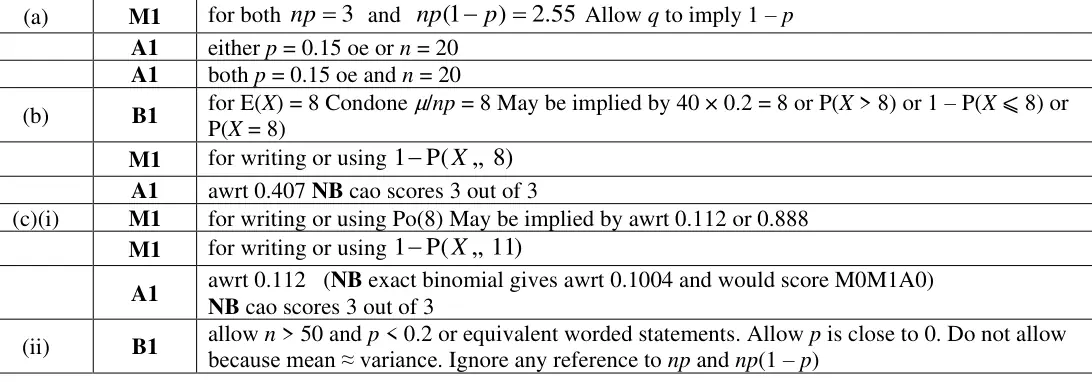 (a) M1 for both np = 3 and np(1 – p) = 2.55 Allow q to imply 1 – p
A1 either p = 0.15 oe or n = 20
A1 both p = 0.15 oe and n = 20
(b) B1 for E(X) = 8 Condone μ/np = 8 May be implied by 40 × 0.2 = 8 or P(X > 8) or 1 – P(X ⩽ 8) or
P(X = 8)
M1 for writing or using 1 – P(X ,, 8)
A1 awrt 0.407 NB cao scores 3 out of 3
(c)(i) M1 for writing or using Po(8) May be implied by awrt 0.112 or 0.888
M1 for writing or using 1 – P(X ,, 11)
A1 awrt 0.112 (NB exact binomial gives awrt 0.1004 and would score M0M1A0)
NB cao scores 3 out of 3
(ii) B1 allow n > 50 and p < 0.2 or equivalent worded statements. Allow p is close to 0. Do not allow
because mean ≈ variance. Ignore any reference to np and np(1 – p)